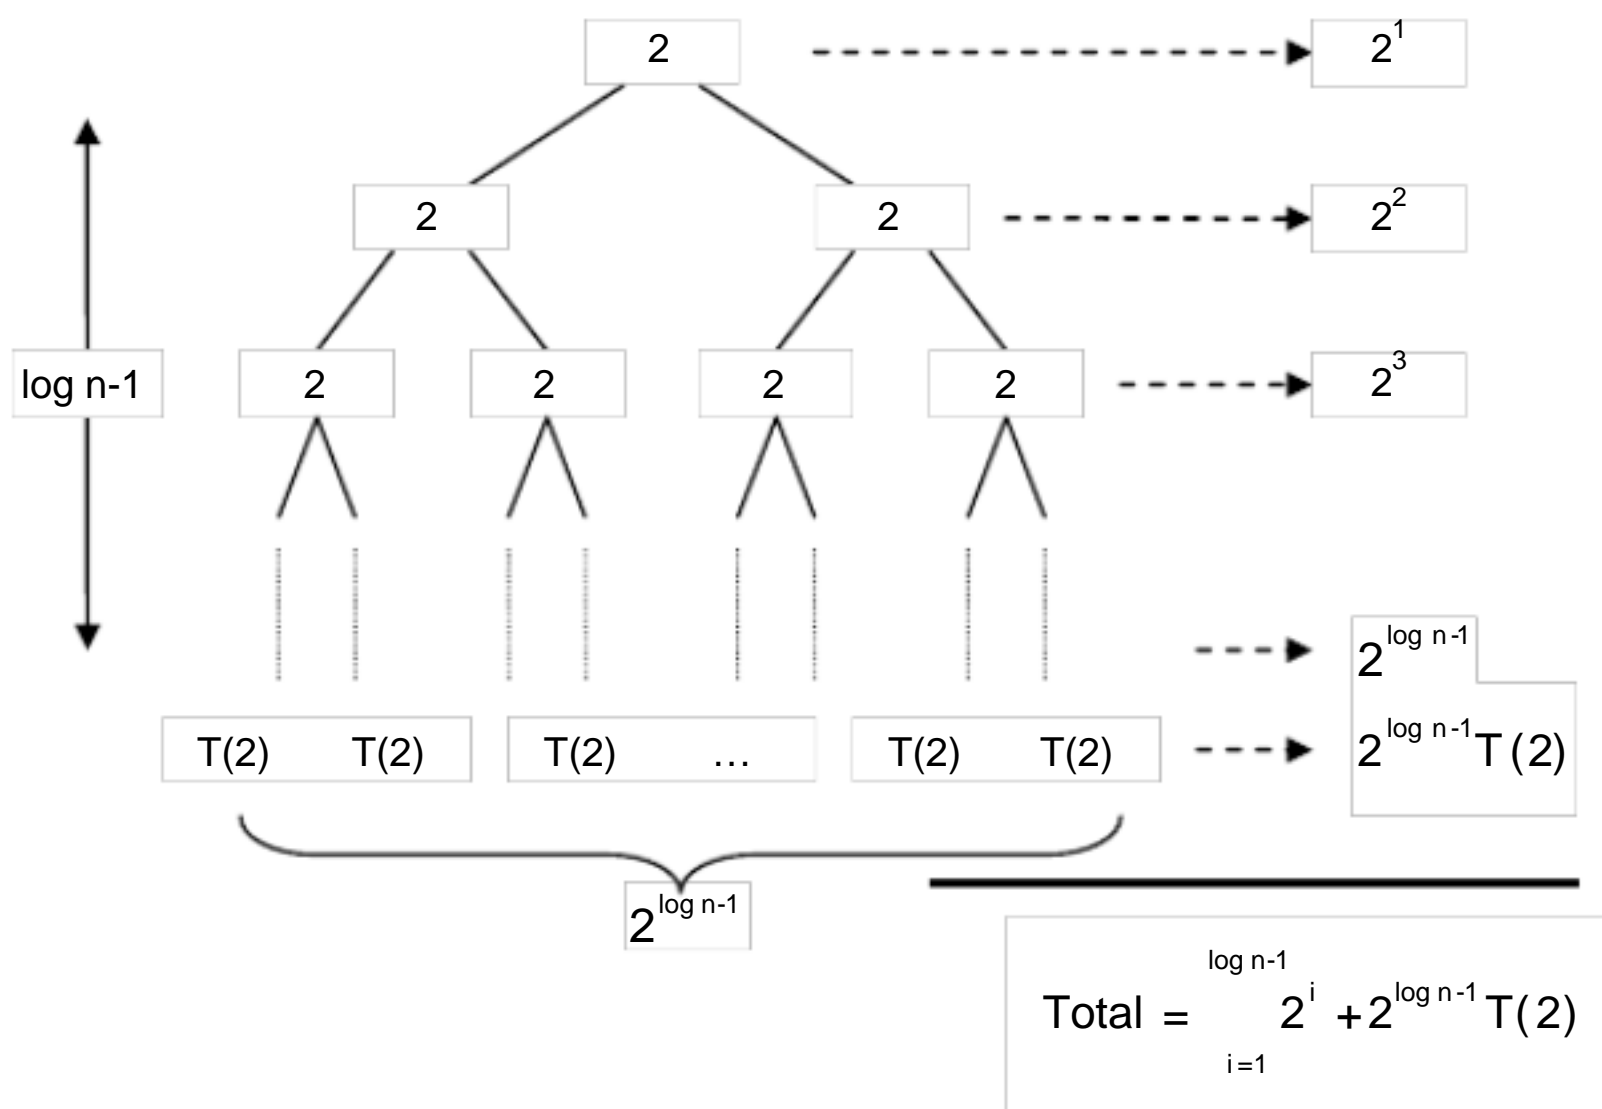 2 2^1
2 2 2^2
log n-1 2 2 2 2 2^3
2^log n-1
T(2) T(2) T(2) ... T(2) T(2) 2^log n-1 T(2)
2^log n-1
log n-1
Total = 2^i +2^log n-1 T(2)
i=1